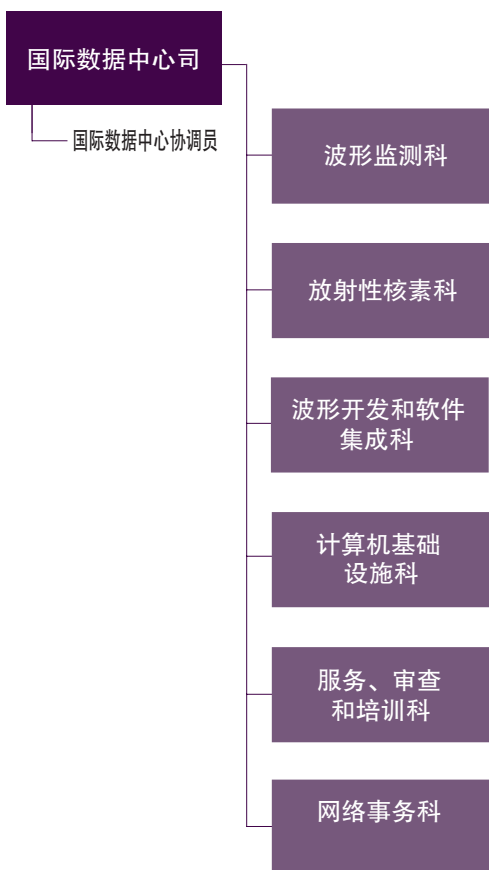 国际数据中心司
国际数据中心协调员
波形监测科
放射性核素科
波形开发和软件
集成科
计算机基础
设施科
服务、审查
和培训科
网络事务科